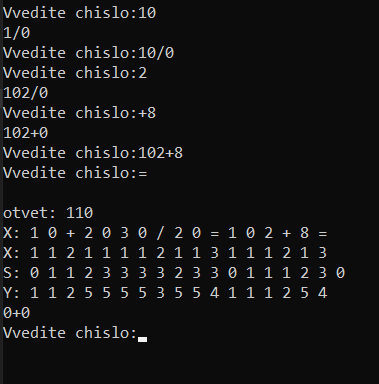 Vvedite chislo:10
1/0
Vvedite chislo:10/0
Vvedite chislo:2
102/0
Vvedite chislo:+8
102+0
Vvedite chislo:102+8
Vvedite chislo:=
otvet: 110
X: 1 0 + 2 0 3 0 / 2 0 = 1 0 2 + 8 =
X: 1 1 2 1 1 1 1 2 1 1 3 1 1 1 2 1 3
S: 0 1 1 2 3 3 3 3 2 3 3 0 1 1 1 2 3 0
Y: 1 1 2 5 5 5 5 3 5 5 4 1 1 1 2 5 4
0+0
Vvedite chislo: